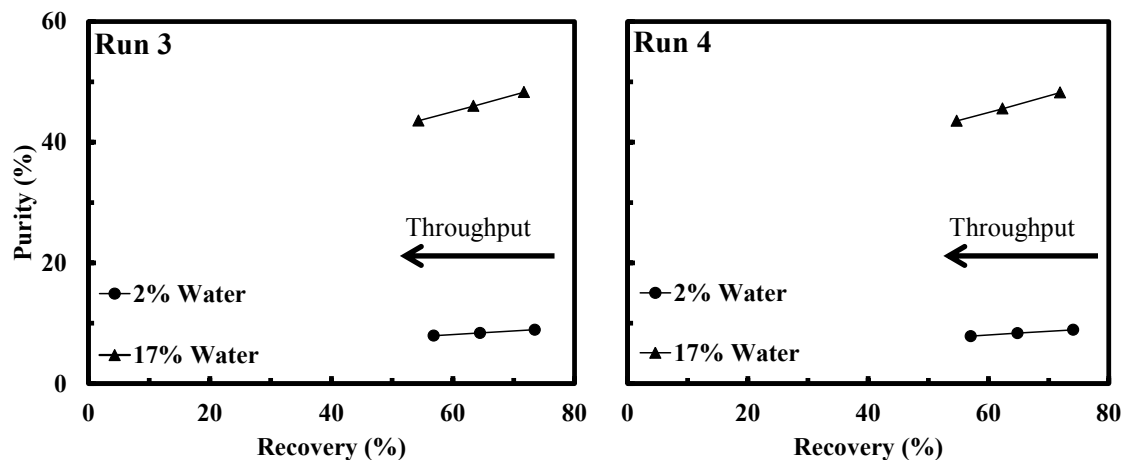 Run 3
Run 4
60
40
20
0
Purity (%)
Throughput
Throughput
2% Water
17% Water
2% Water
17% Water
0 20 40 60 80
0 20 40 60 80
Recovery (%)
Recovery (%)